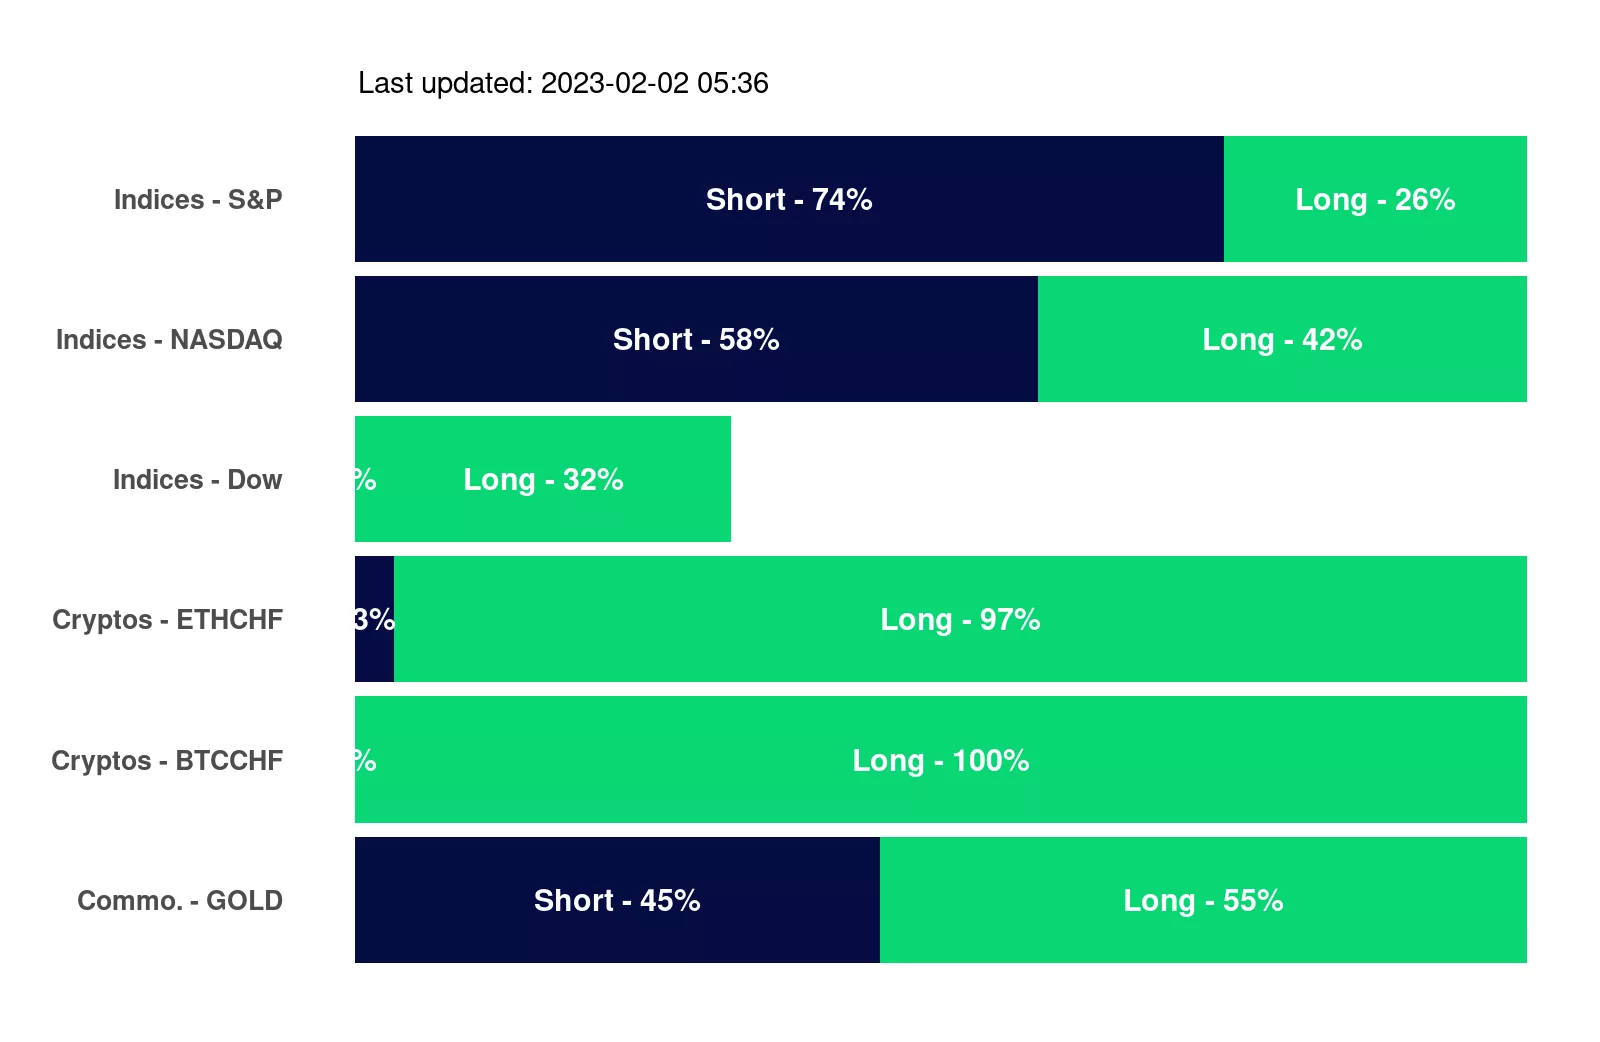 Last updated: 2023-02-02 05:36
Indices - S&P Short - 74% Long - 26%
Indices - NASDAQ Short - 58% Long - 42%
Indices - Dow % Long - 32%
Cryptos - ETHCHF 3% Long - 97%
Cryptos - BTCCHF % Long - 100%
Commo. - GOLD Short - 45% Long - 55%